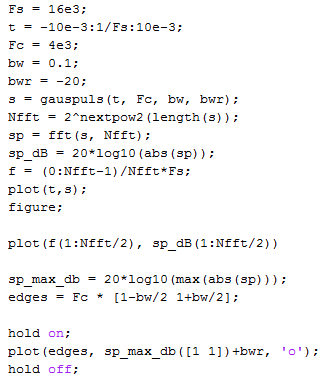 Fs = 16e3;
t = -10e-3:1/Fs:10e-3;
Fc = 4e3;
bw = 0.1;
bwr = -20;
s = gauspuls(t, Fc, bw, bwr);
Nfft = 2^nextpow2(length(s));
sp = fft(s, Nfft);
sp_dB = 20*log10(abs(sp));
f = (0:Nfft-1)/Nfft*Fs;
plot(t,s);
figure;
plot(f(1:Nfft/2), sp_dB(1:Nfft/2))
sp_max_db = 20*log10(max(abs(sp)));
edges = Fc * [1-bw/2 1+bw/2];
hold on;
plot(edges, sp_max_db([1 1])+bwr, 'o');
hold off;